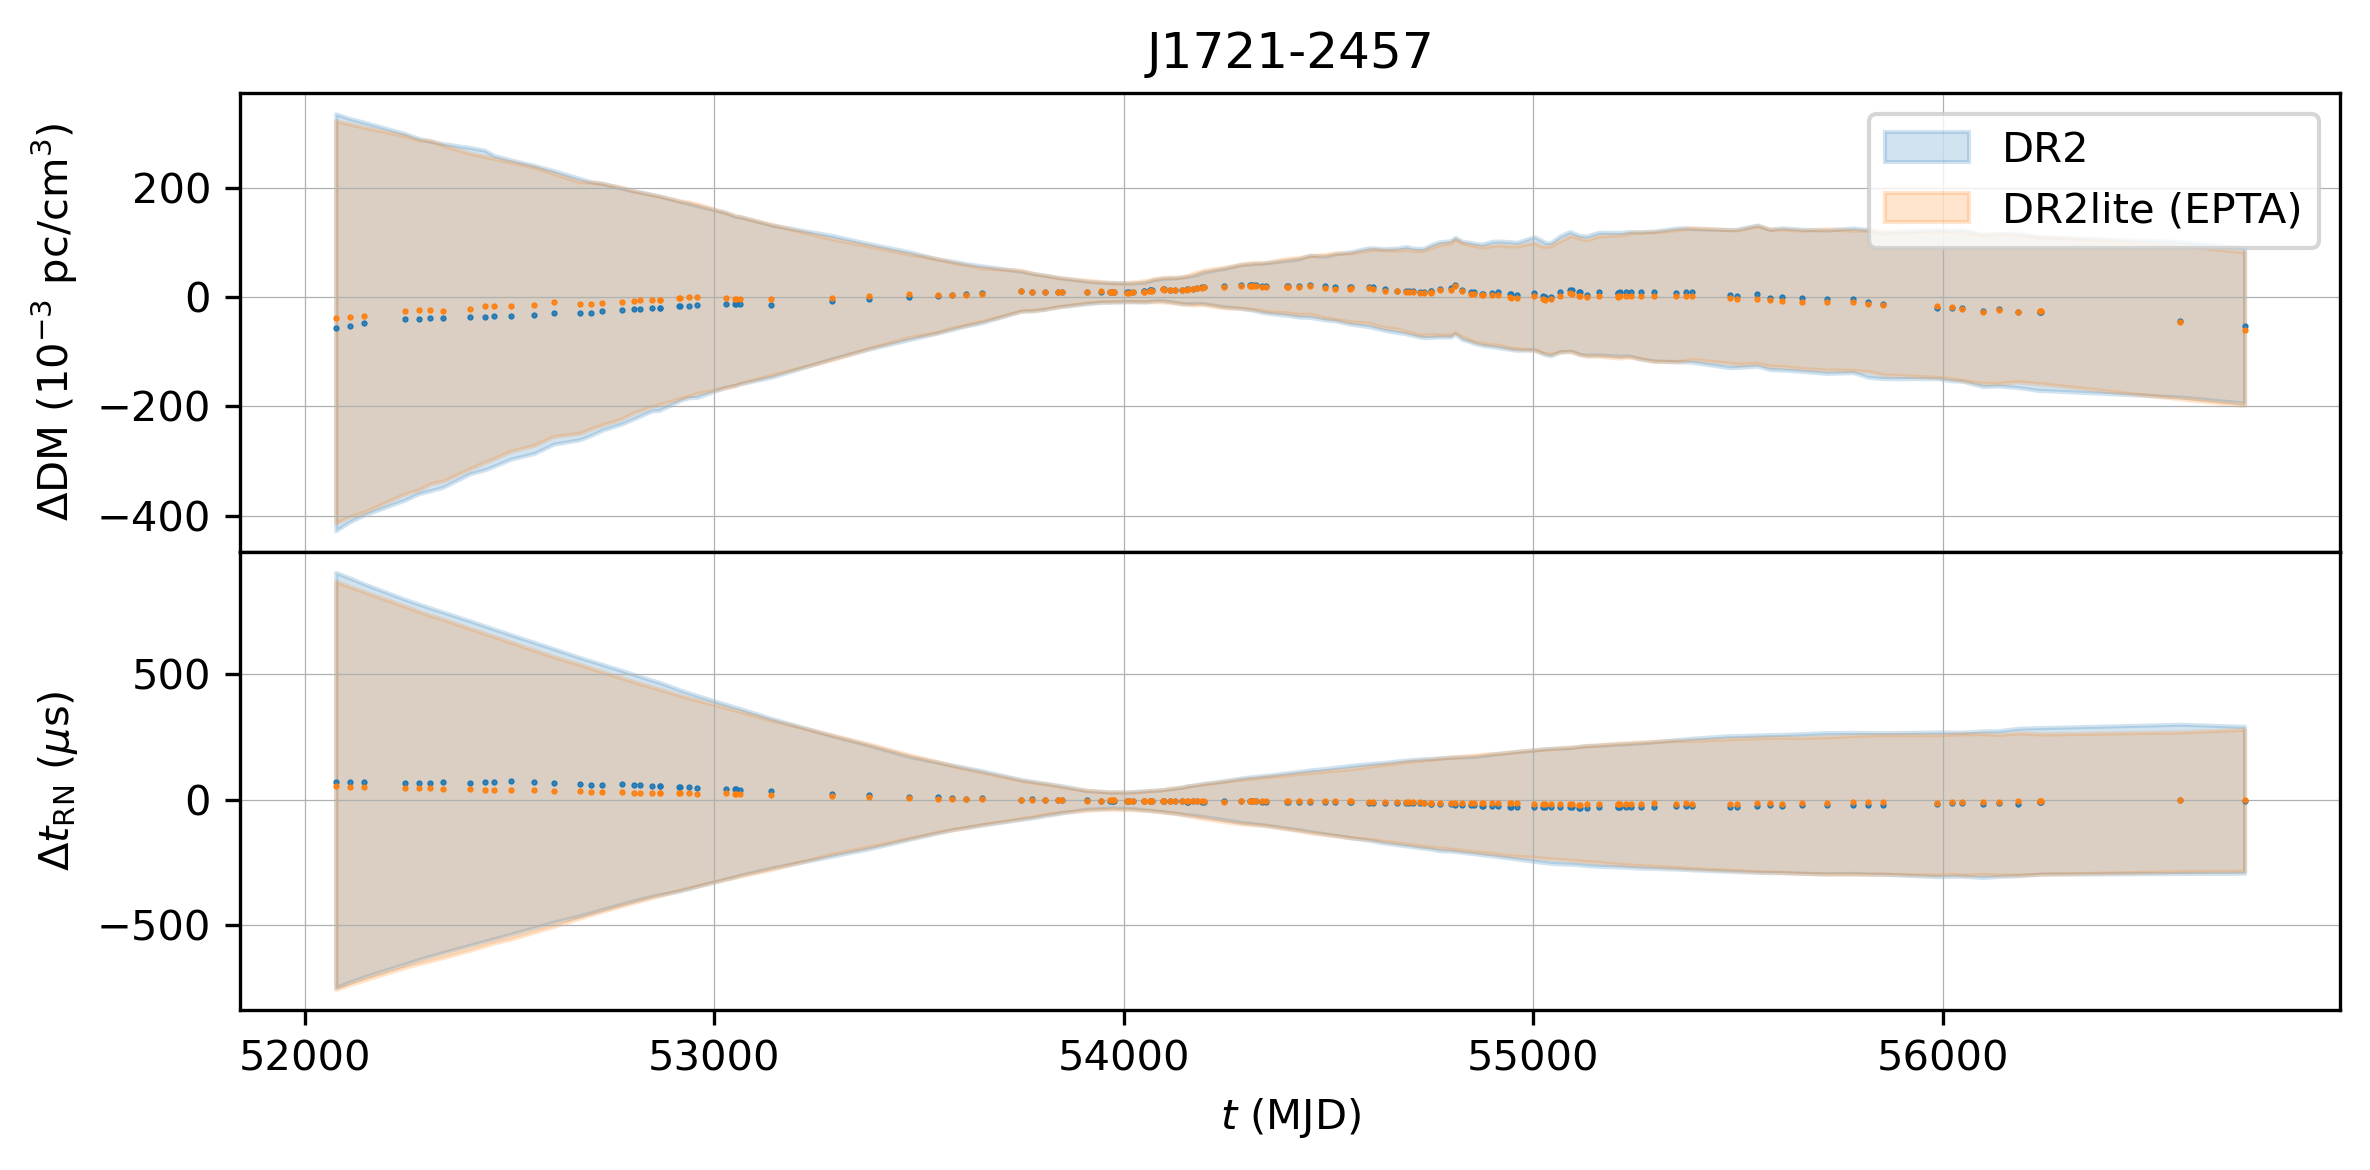 J1721-2457
DR2
DR2lite (EPTA)
ΔDM (10⁻³ pc/cm³)
200
0
−200
−400
Δt_RN (μs)
500
0
−500
52000 53000 54000 55000 56000
t (MJD)